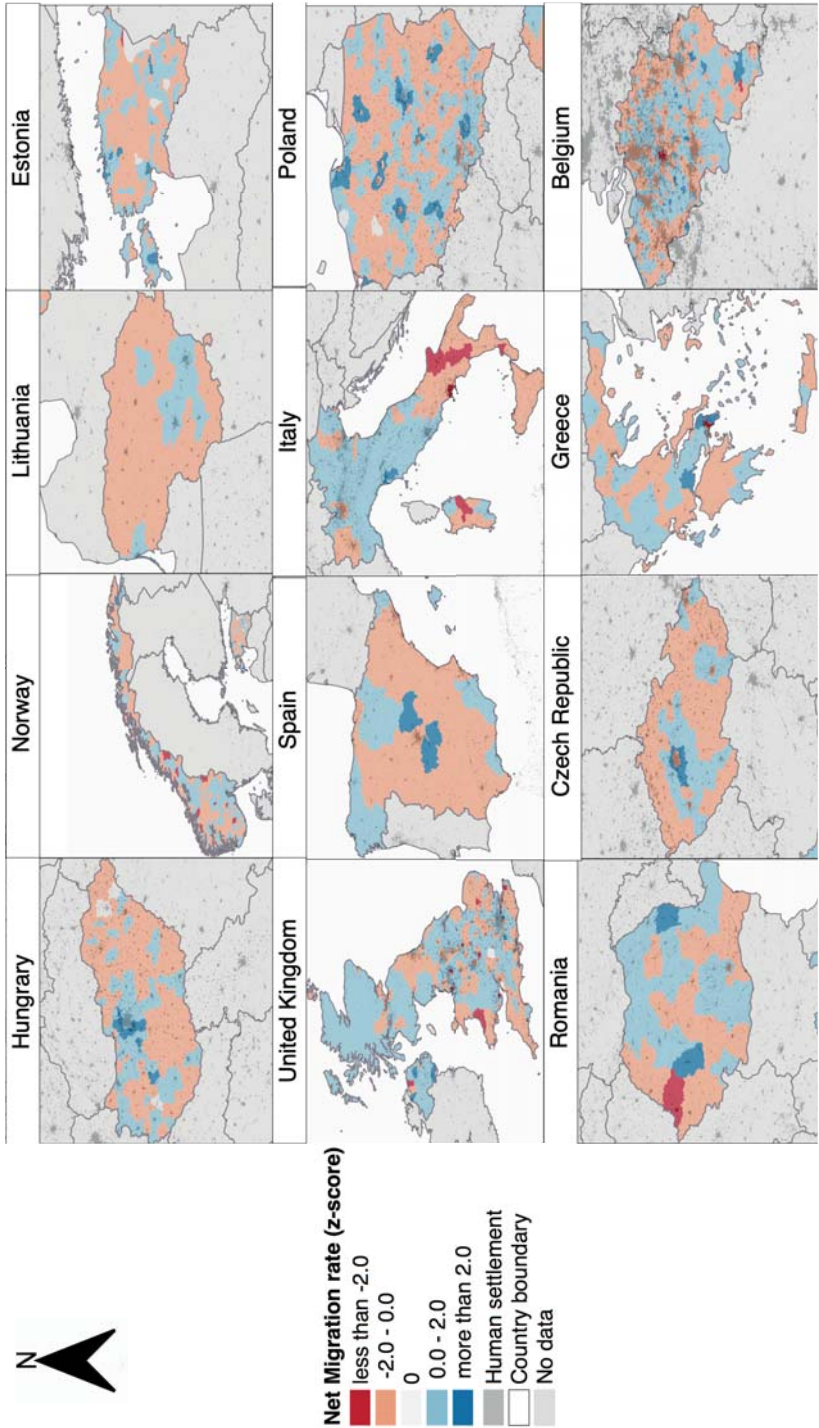 N
Net Migration rate (z-score)
less than -2.0
-2.0 - 0.0
0
0.0 - 2.0
more than 2.0
Human settlement
Country boundary
No data
Hungrary
Norway
Lithuania
Estonia
United Kingdom
Spain
Italy
Poland
Romania
Czech Republic
Greece
Belgium